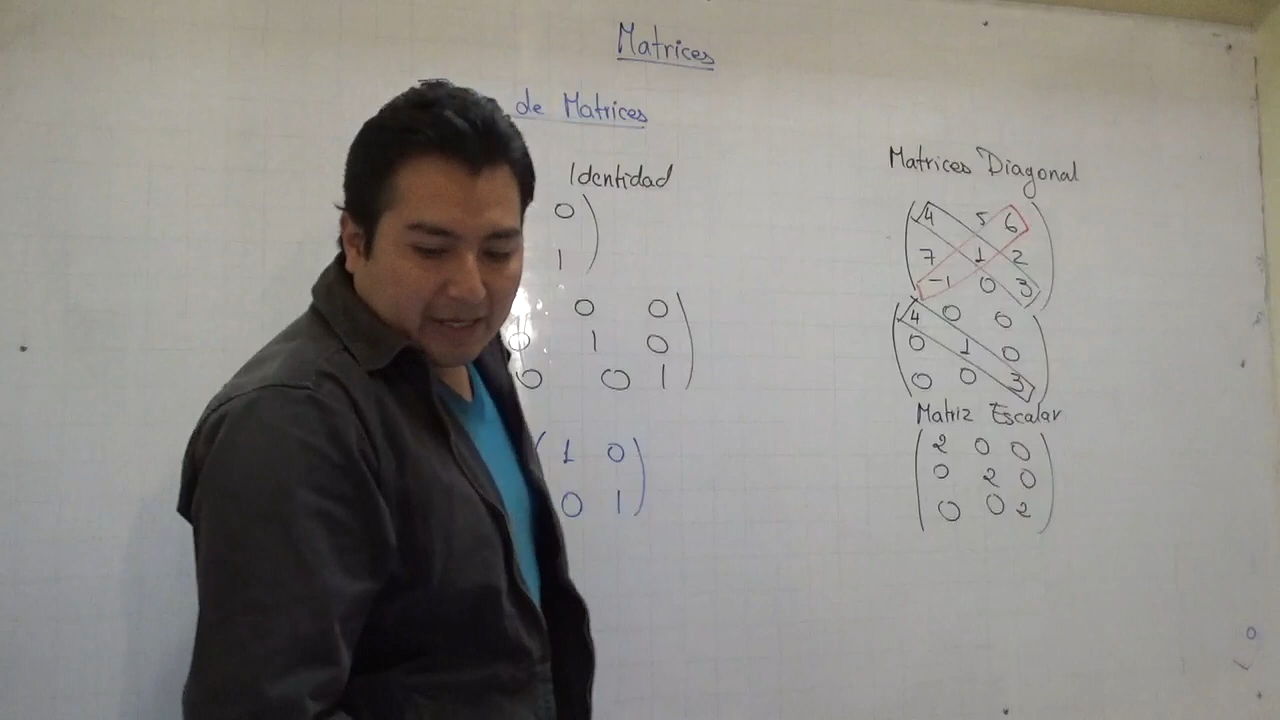 Matrices
de Matrices
Identidad
0
1
0 0
0 1 0
0 0 1
1 0
0 1
Matrices Diagonal
4 5 6
7 1 2
-1 0 3
4 0 0
0 1 0
0 0 3
Matriz Escalar
2 0 0
0 2 0
0 0 2
0